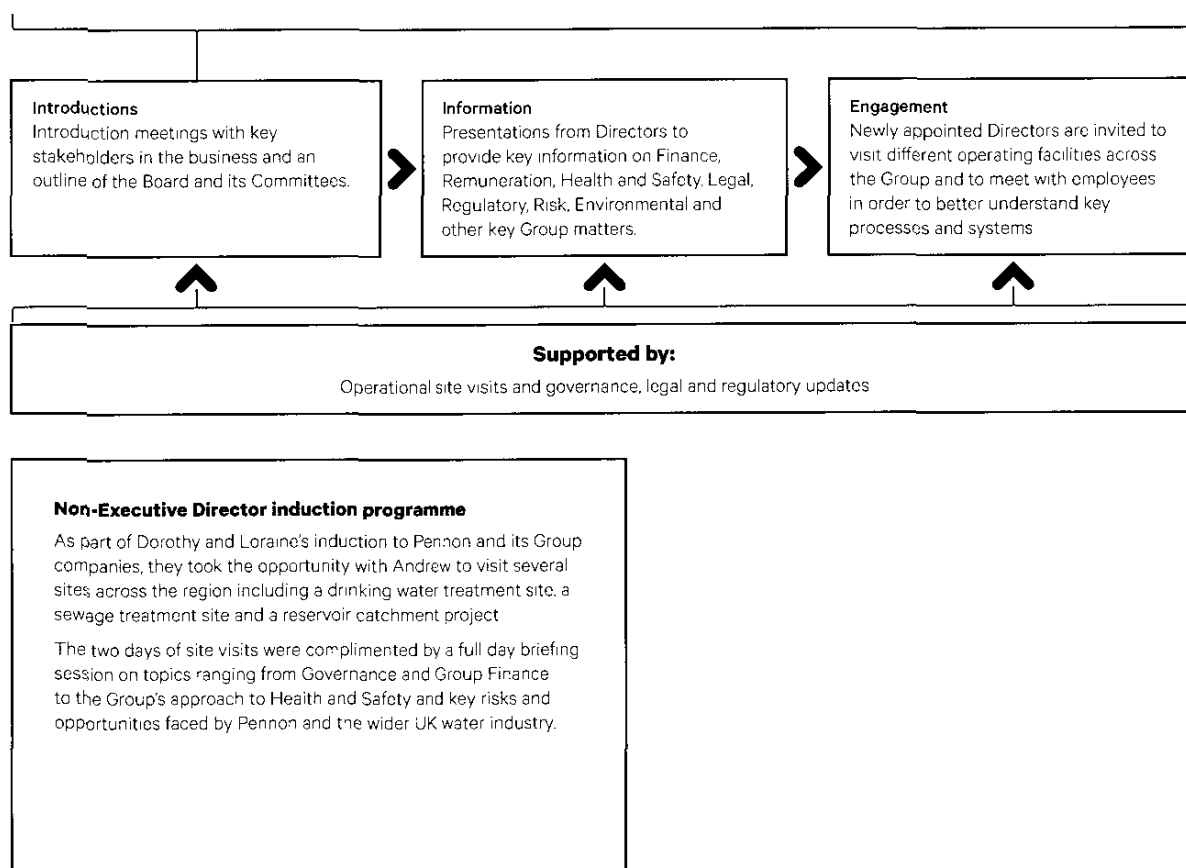 Introductions
Introduction meetings with key
stakeholders in the business and an
outline of the Board and its Committees.
Information
Presentations from Directors to
provide key information on Finance,
Remuneration, Health and Safety, Legal,
Regulatory, Risk, Environmental and
other key Group matters.
Engagement
Newly appointed Directors are invited to
visit different operating facilities across
the Group and to meet with employees
in order to better understand key
processes and systems
Supported by:
Operational site visits and governance, legal and regulatory updates
Non-Executive Director induction programme
As part of Dorothy and Loraine's induction to Pennon and its Group
companies, they took the opportunity with Andrew to visit several
sites across the region including a drinking water treatment site, a
sewage treatment site and a reservoir catchment project
The two days of site visits were complimented by a full day briefing
session on topics ranging from Governance and Group Finance
to the Group's approach to Health and Safety and key risks and
opportunities faced by Pennon and the wider UK water industry.